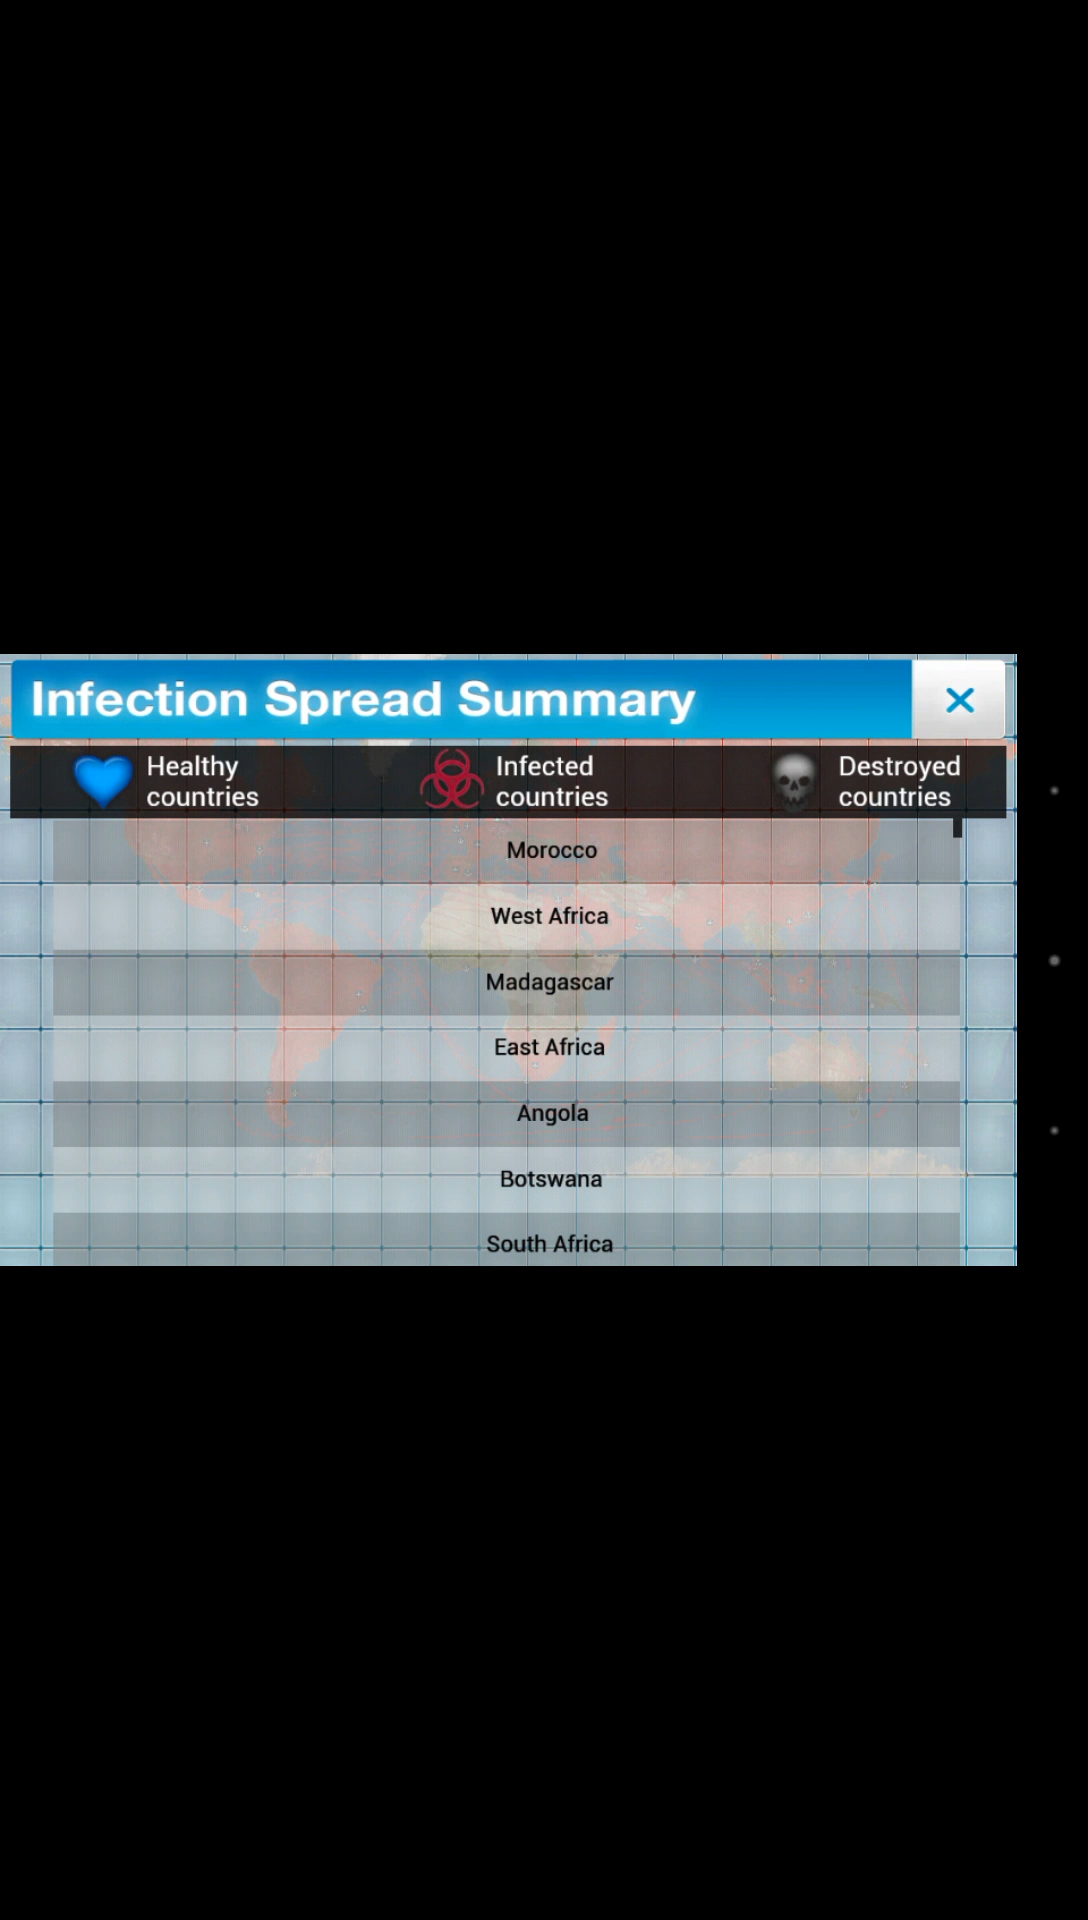 Infection Spread Summary
Healthy countries
Infected countries
Destroyed countries
Morocco
West Africa
Madagascar
East Africa
Angola
Botswana
South Africa